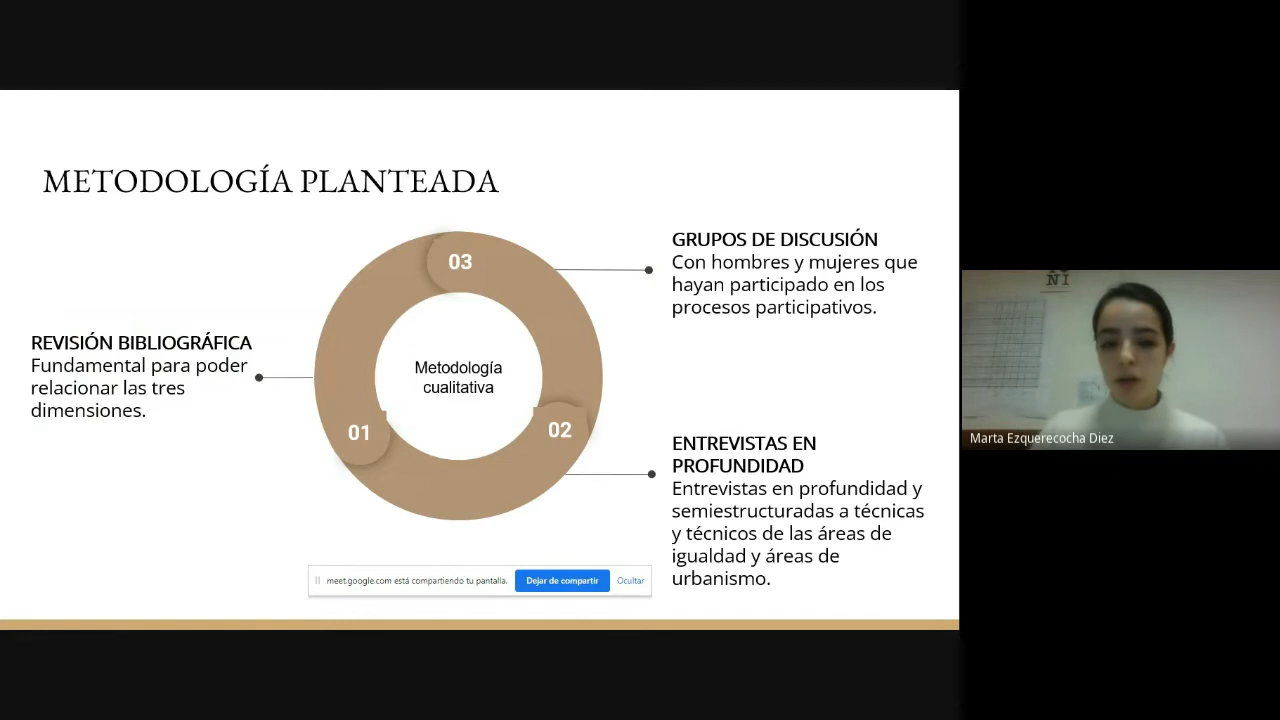 METODOLOGÍA PLANTEADA
REVISIÓN BIBLIOGRÁFICA
Fundamental para poder
relacionar las tres
dimensiones.
03
01
02
Metodología
cualitativa
GRUPOS DE DISCUSIÓN
Con hombres y mujeres que
hayan participado en los
procesos participativos.
ENTREVISTAS EN
PROFUNDIDAD
Entrevistas en profundidad y
semiestructuradas a técnicas
y técnicos de las áreas de
igualdad y áreas de
urbanismo.
meet.google.com está compartiendo tu pantalla.
Dejar de compartir
Ocultar
NI
Marta Ezquerecocha Diez